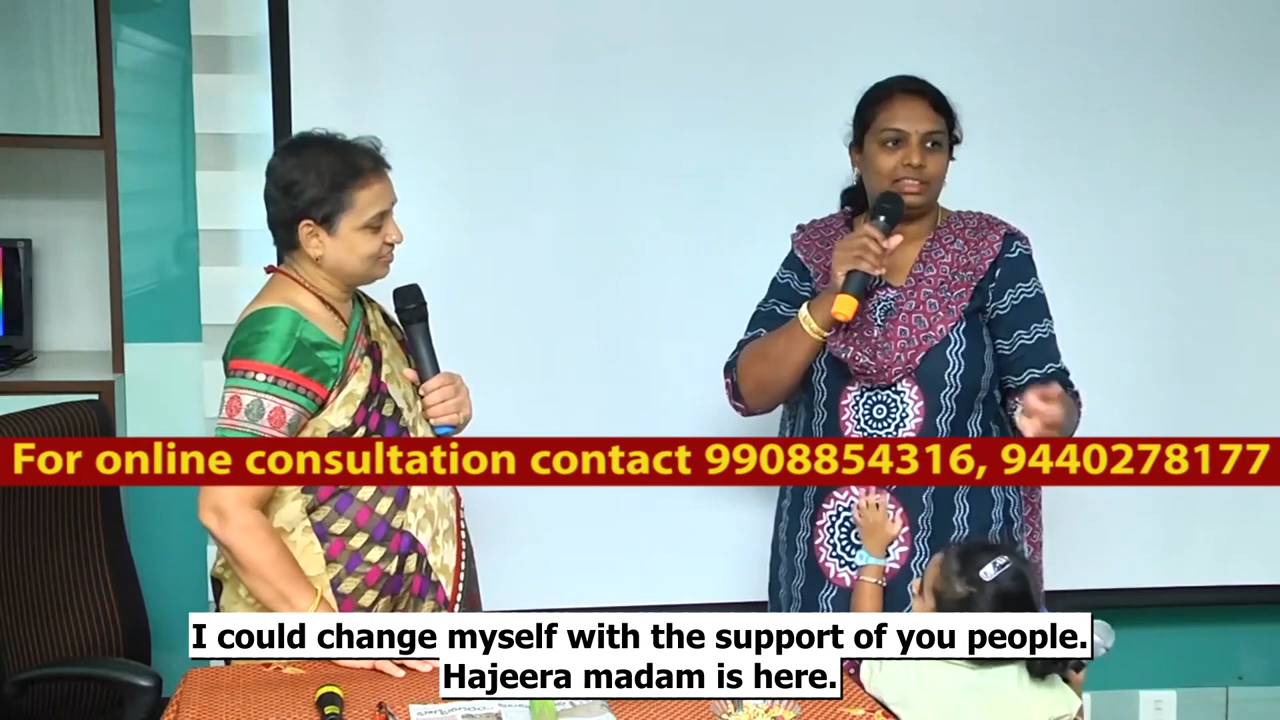 For online consultation contact 9908854316, 9440278177
I could change myself with the support of you people.
Hajeera madam is here.